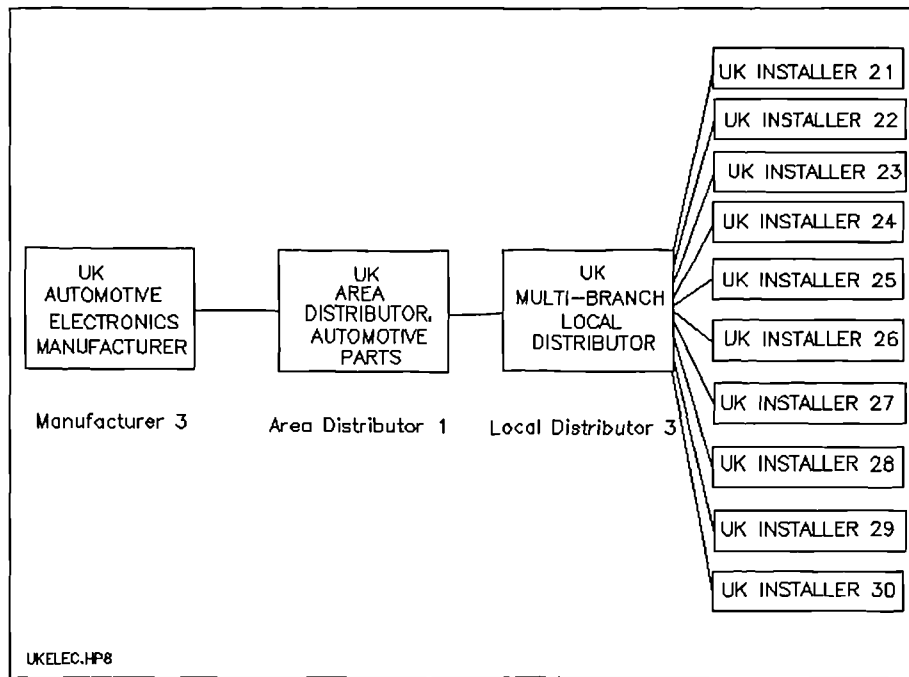 UK
AUTOMOTIVE
ELECTRONICS
MANUFACTURER
Manufacturer 3
UK
AREA
DISTRIBUTOR,
AUTOMOTIVE
PARTS
Area Distributor 1
UK
MULTI-BRANCH
LOCAL
DISTRIBUTOR
Local Distributor 3
UK INSTALLER 21
UK INSTALLER 22
UK INSTALLER 23
UK INSTALLER 24
UK INSTALLER 25
UK INSTALLER 26
UK INSTALLER 27
UK INSTALLER 28
UK INSTALLER 29
UK INSTALLER 30
UKELEC.HP8